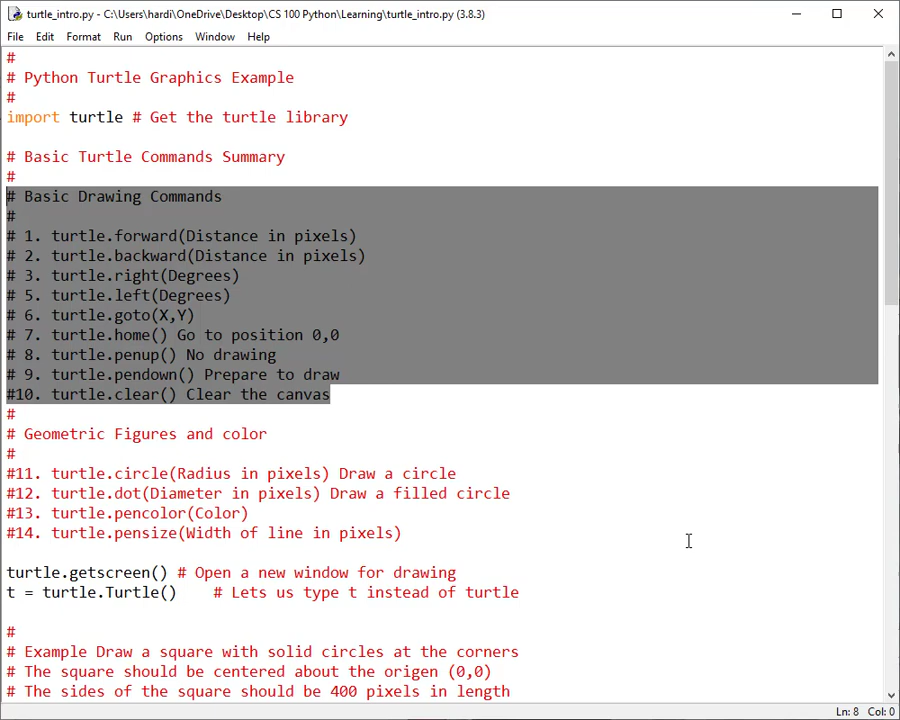 turtle_intro.py - C:\Users\hardi\OneDrive\Desktop\CS 100 Python\Learning\turtle_intro.py (3.8.3)
File Edit Format Run Options Window Help
#
# Python Turtle Graphics Example
#
import turtle # Get the turtle library
# Basic Turtle Commands Summary
#
# Basic Drawing Commands
#
# 1. turtle.forward(Distance in pixels)
# 2. turtle.backward(Distance in pixels)
# 3. turtle.right(Degrees)
# 5. turtle.left(Degrees)
# 6. turtle.goto(X,Y)
# 7. turtle.home() Go to position 0,0
# 8. turtle.penup() No drawing
# 9. turtle.pendown() Prepare to draw
#10. turtle.clear() Clear the canvas
#
# Geometric Figures and color
#
#11. turtle.circle(Radius in pixels) Draw a circle
#12. turtle.dot(Diameter in pixels) Draw a filled circle
#13. turtle.pencolor(Color)
#14. turtle.pensize(Width of line in pixels)
turtle.getscreen() # Open a new window for drawing
t = turtle.Turtle()    # Lets us type t instead of turtle
#
# Example Draw a square with solid circles at the corners
# The square should be centered about the origen (0,0)
# The sides of the square should be 400 pixels in length
Ln: 8 Col: 0